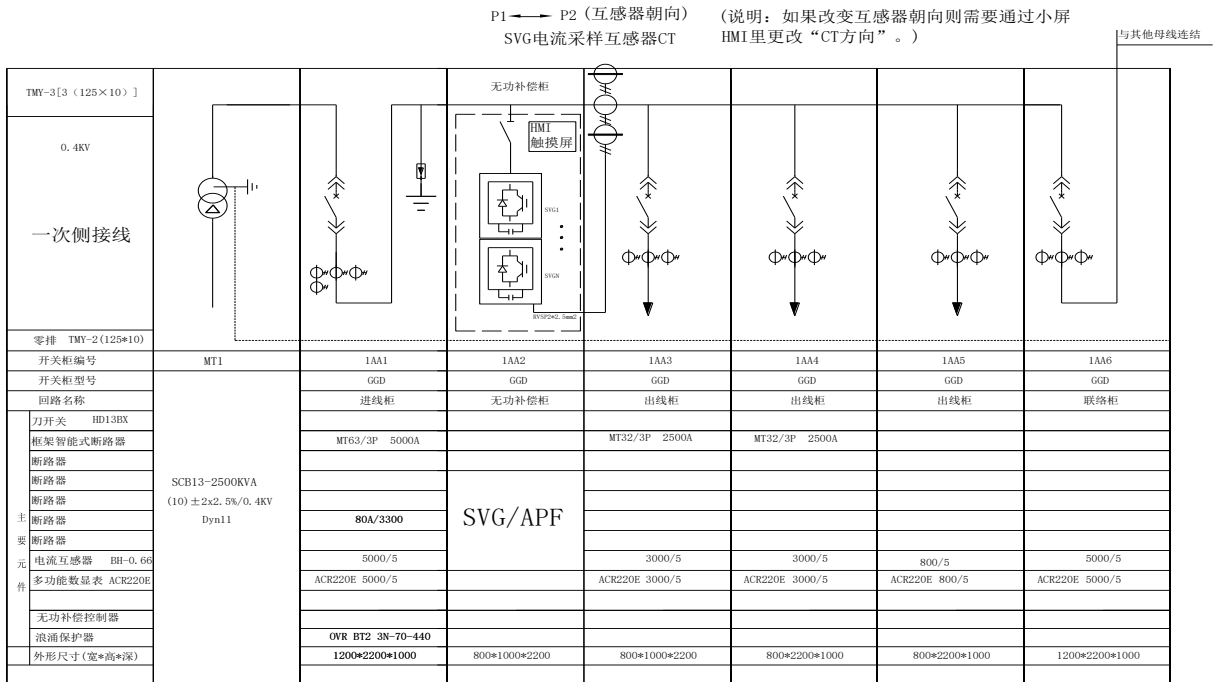 P1 P2 (互感器朝向) (说明：如果改变互感器朝向则需要通过小屏
SVG电流采样互感器CT HMI里更改“CT方向”。)
与其他母线连结
TMY-3[3（125×10）]
无功补偿柜
HMI
触摸屏
0.4KV
一次侧接线
SVG1
SVGN
RVSP2*2.5mm2
零排 TMY-2(125*10)
开关柜编号 MT1 1AA1 1AA2 1AA3 1AA4 1AA5 1AA6
开关柜型号 GGD GGD GGD GGD GGD GGD
回路名称 进线柜 无功补偿柜 出线柜 出线柜 出线柜 联络柜
主要元件
刀开关 HD13BX
框架智能式断路器 MT63/3P 5000A MT32/3P 2500A MT32/3P 2500A
断路器
断路器
断路器
断路器 80A/3300
断路器
SCB13-2500KVA
(10)±2x2.5%/0.4KV
Dyn11
SVG/APF
电流互感器 BH-0.66 5000/5 3000/5 3000/5 800/5 5000/5
多功能数显表 ACR220E ACR220E 5000/5 ACR220E 3000/5 ACR220E 3000/5 ACR220E 800/5 ACR220E 5000/5
无功补偿控制器
浪涌保护器 OVR BT2 3N-70-440
外形尺寸(宽*高*深) 1200*2200*1000 800*1000*2200 800*1000*2200 800*2200*1000 800*2200*1000 1200*2200*1000